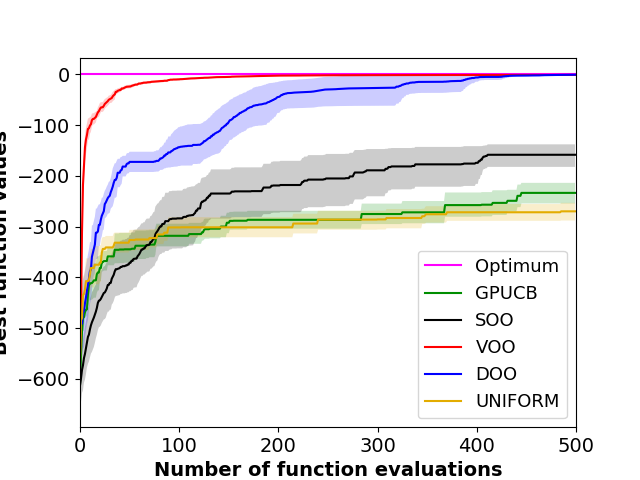 0
−100
−200
−300
−400
−500
−600
Best function values
0 100 200 300 400 500
Number of function evaluations
Optimum
GPUCB
SOO
VOO
DOO
UNIFORM